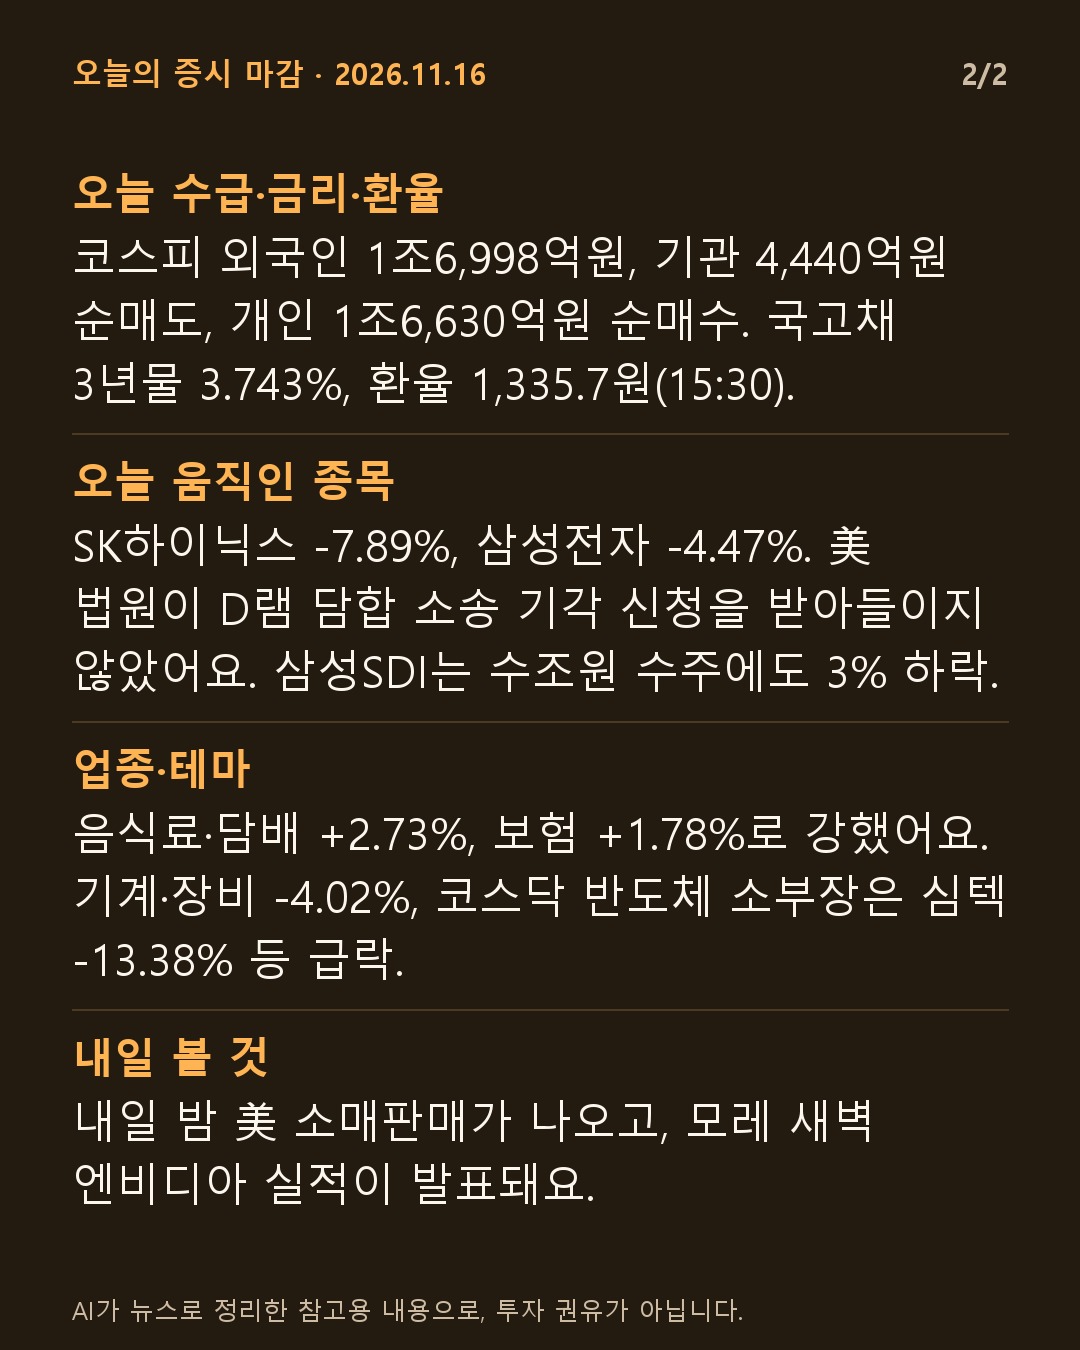 오늘의 증시 마감 · 2026.11.16
2/2
오늘 수급·금리·환율
코스피 외국인 1조6,998억원, 기관 4,440억원
순매도, 개인 1조6,630억원 순매수. 국고채
3년물 3.743%, 환율 1,335.7원(15:30).
오늘 움직인 종목
SK하이닉스 -7.89%, 삼성전자 -4.47%. 美
법원이 D램 담합 소송 기각 신청을 받아들이지
않았어요. 삼성SDI는 수조원 수주에도 3% 하락.
업종·테마
음식료·담배 +2.73%, 보험 +1.78%로 강했어요.
기계·장비 -4.02%, 코스닥 반도체 소부장은 심텍
-13.38% 등 급락.
내일 볼 것
내일 밤 美 소매판매가 나오고, 모레 새벽
엔비디아 실적이 발표돼요.
AI가 뉴스로 정리한 참고용 내용으로, 투자 권유가 아닙니다.